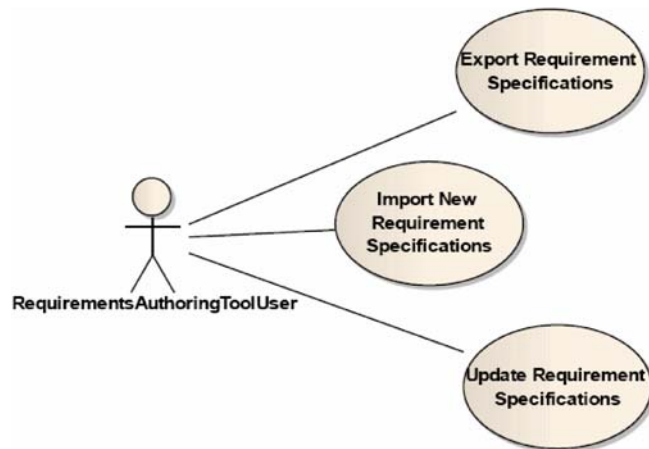 Export Requirement
Specifications
Import New
Requirement
Specifications
RequirementsAuthoringToolUser
Update Requirement
Specifications